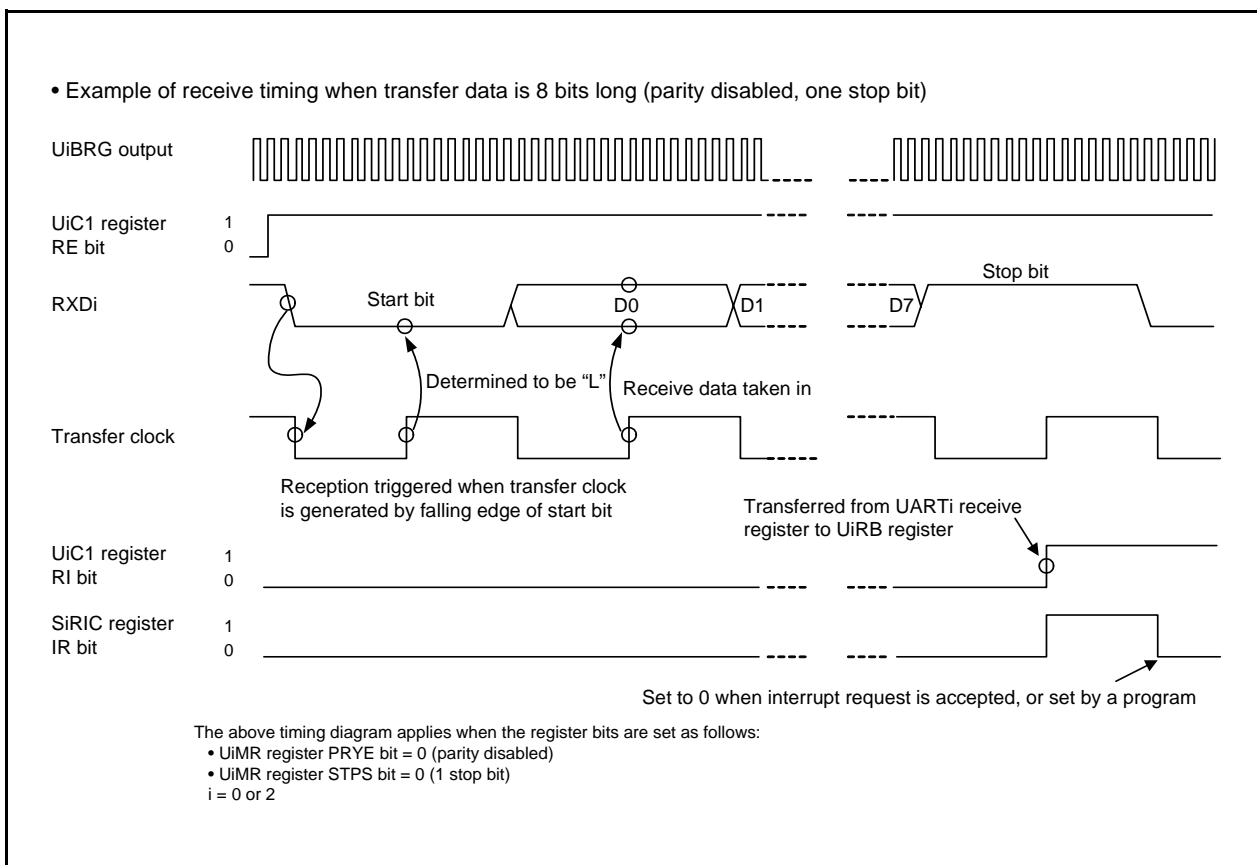 • Example of receive timing when transfer data is 8 bits long (parity disabled, one stop bit)
UiBRG output
UiC1 register
RE bit
1
0
RXDi
Start bit
D0
D1
D7
Stop bit
Determined to be “L”
Receive data taken in
Transfer clock
Reception triggered when transfer clock
is generated by falling edge of start bit
Transferred from UARTi receive
register to UiRB register
UiC1 register
RI bit
1
0
SiRIC register
IR bit
1
0
Set to 0 when interrupt request is accepted, or set by a program
The above timing diagram applies when the register bits are set as follows:
• UiMR register PRYE bit = 0 (parity disabled)
• UiMR register STPS bit = 0 (1 stop bit)
i = 0 or 2